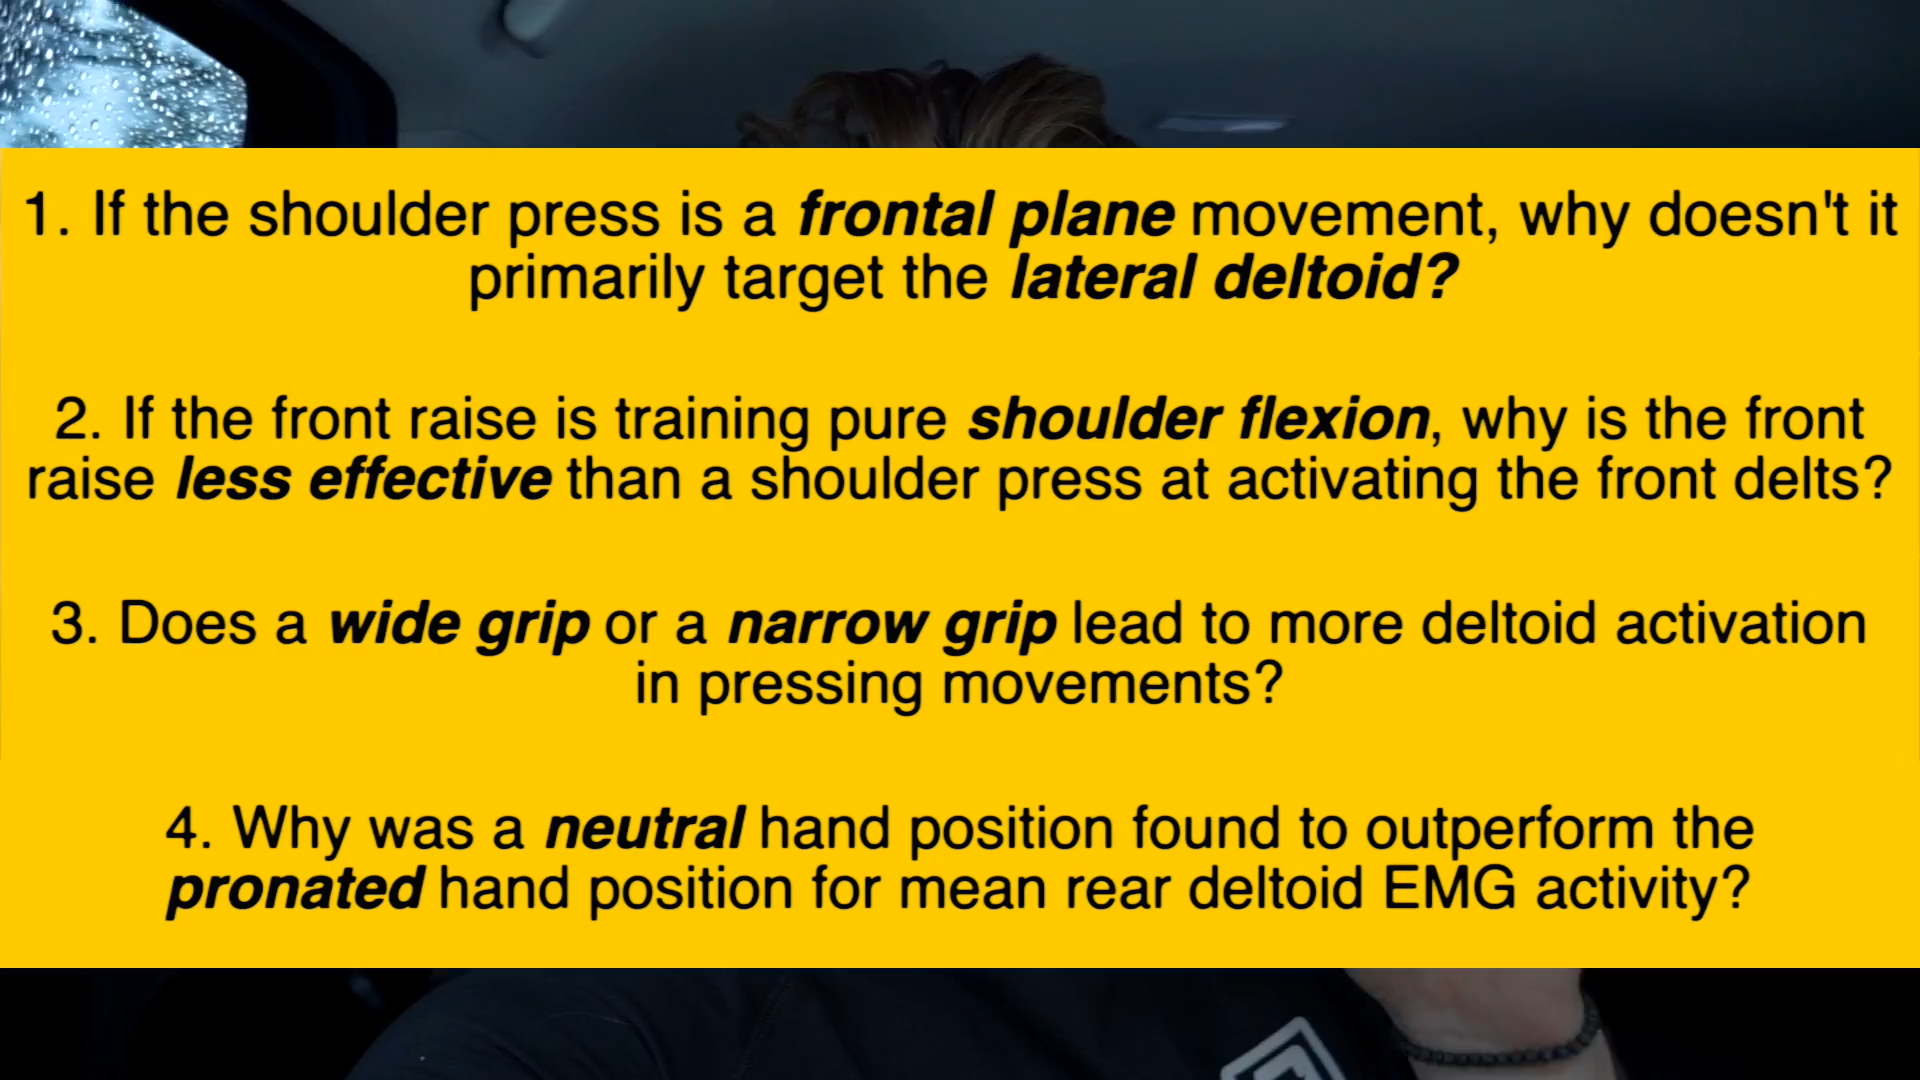 1. If the shoulder press is a frontal plane movement, why doesn't it
primarily target the lateral deltoid?
2. If the front raise is training pure shoulder flexion, why is the front
raise less effective than a shoulder press at activating the front delts?
3. Does a wide grip or a narrow grip lead to more deltoid activation
in pressing movements?
4. Why was a neutral hand position found to outperform the
pronated hand position for mean rear deltoid EMG activity?